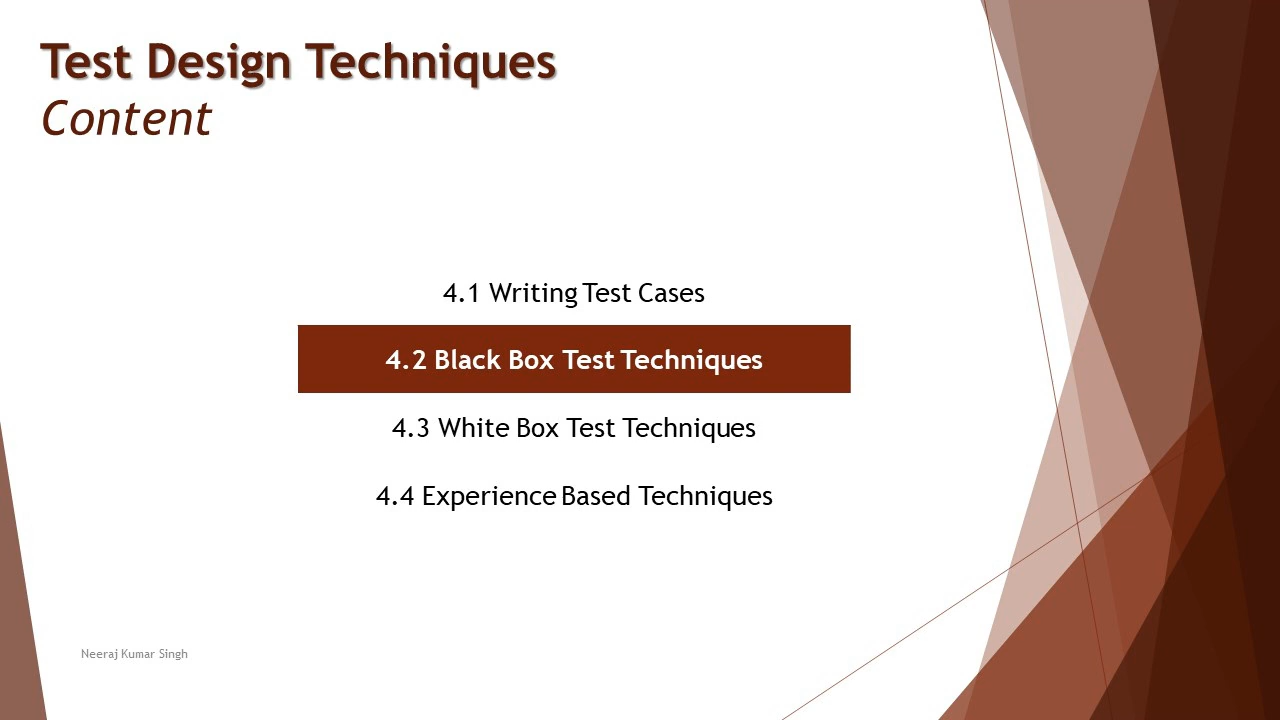 Test Design Techniques
Content
4.1 Writing Test Cases
4.2 Black Box Test Techniques
4.3 White Box Test Techniques
4.4 Experience Based Techniques
Neeraj Kumar Singh